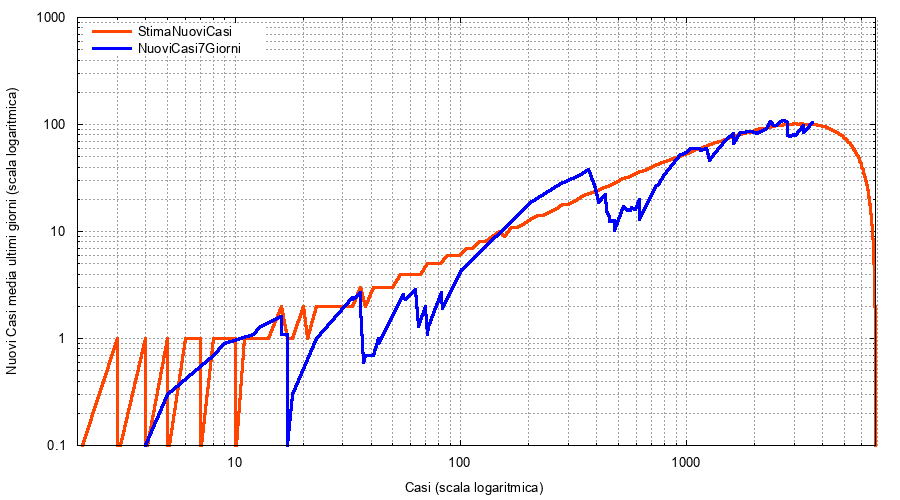 1000
StimaNuoviCasi
NuoviCasi7Giorni
100
10
1
0.1
Nuovi Casi media ultimi giorni (scala logaritmica)
10
100
1000
Casi (scala logaritmica)